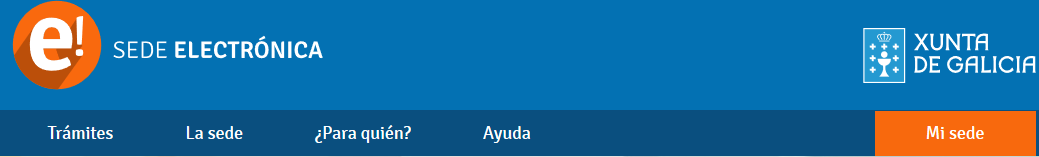 e!
SEDE ELECTRÓNICA
XUNTA
DE GALICIA
Trámites
La sede
¿Para quién?
Ayuda
Mi sede